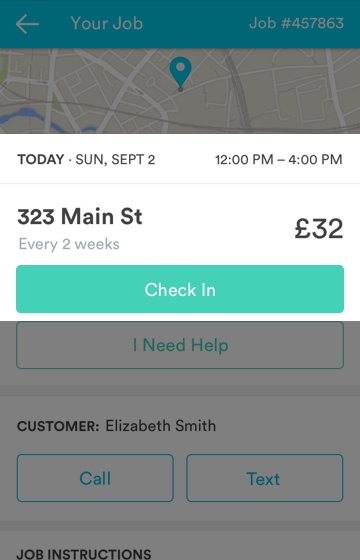 Your Job
Job #457863
TODAY · SUN, SEPT 2
12:00 PM – 4:00 PM
323 Main St
Every 2 weeks
£32
Check In
I Need Help
CUSTOMER: Elizabeth Smith
Call
Text
JOB INSTRUCTIONS